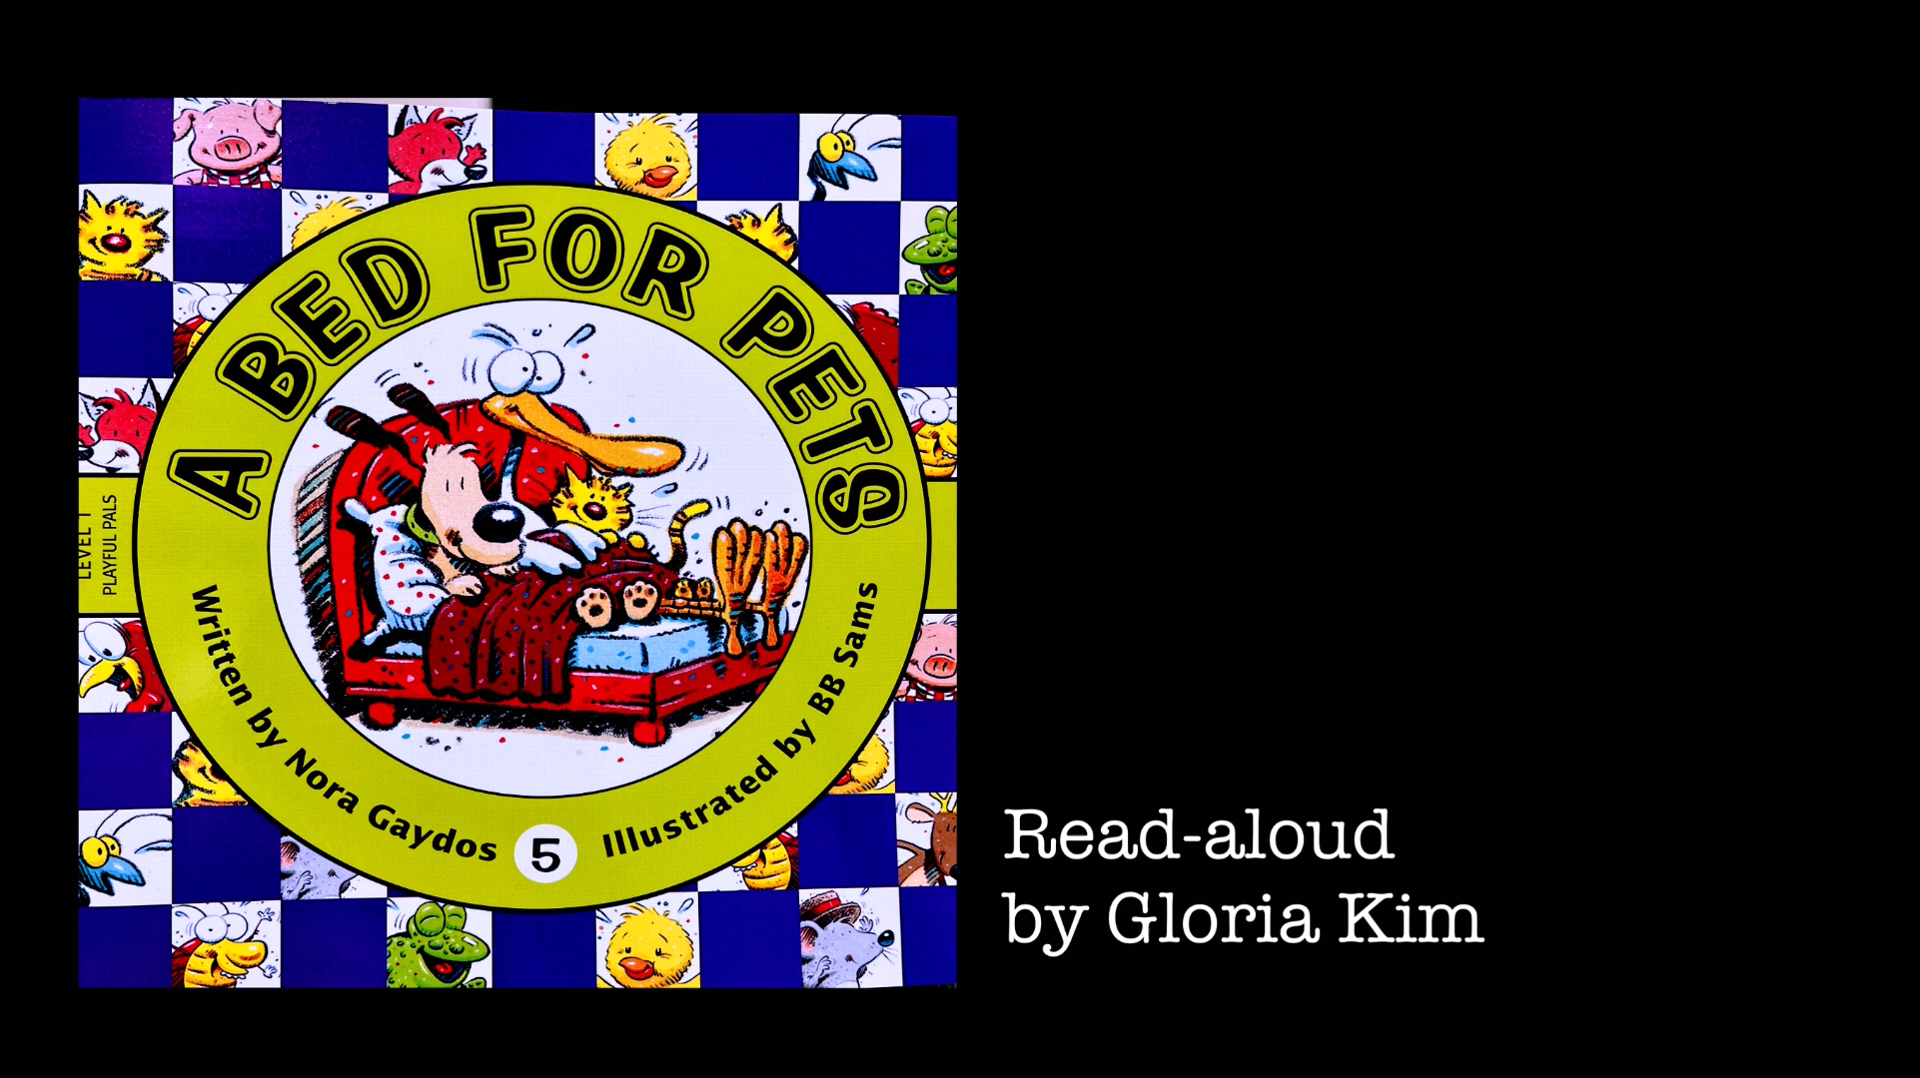 A BED FOR PETS
LEVEL 1
PLAYFUL PALS
Written by Nora Gaydos
5
Illustrated by BB Sams
Read-aloud
by Gloria Kim